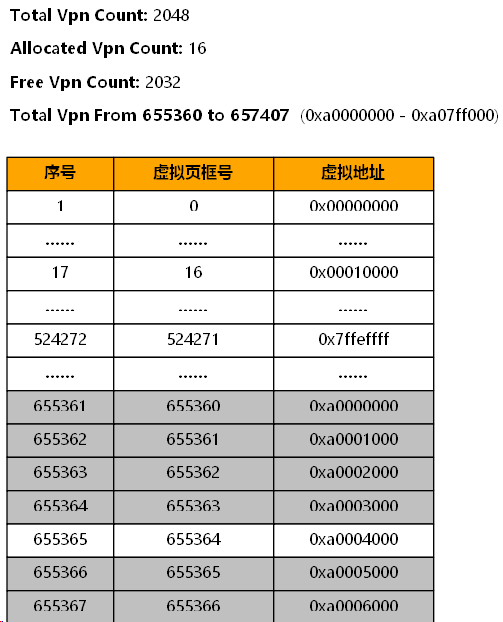 Total Vpn Count: 2048
Allocated Vpn Count: 16
Free Vpn Count: 2032
Total Vpn From 655360 to 657407 (0xa0000000 - 0xa07ff000)
序号 虚拟页框号 虚拟地址
1 0 0x00000000
...... ...... ......
17 16 0x00010000
...... ...... ......
524272 524271 0x7ffeffff
...... ...... ......
655361 655360 0xa0000000
655362 655361 0xa0001000
655363 655362 0xa0002000
655364 655363 0xa0003000
655365 655364 0xa0004000
655366 655365 0xa0005000
655367 655366 0xa0006000